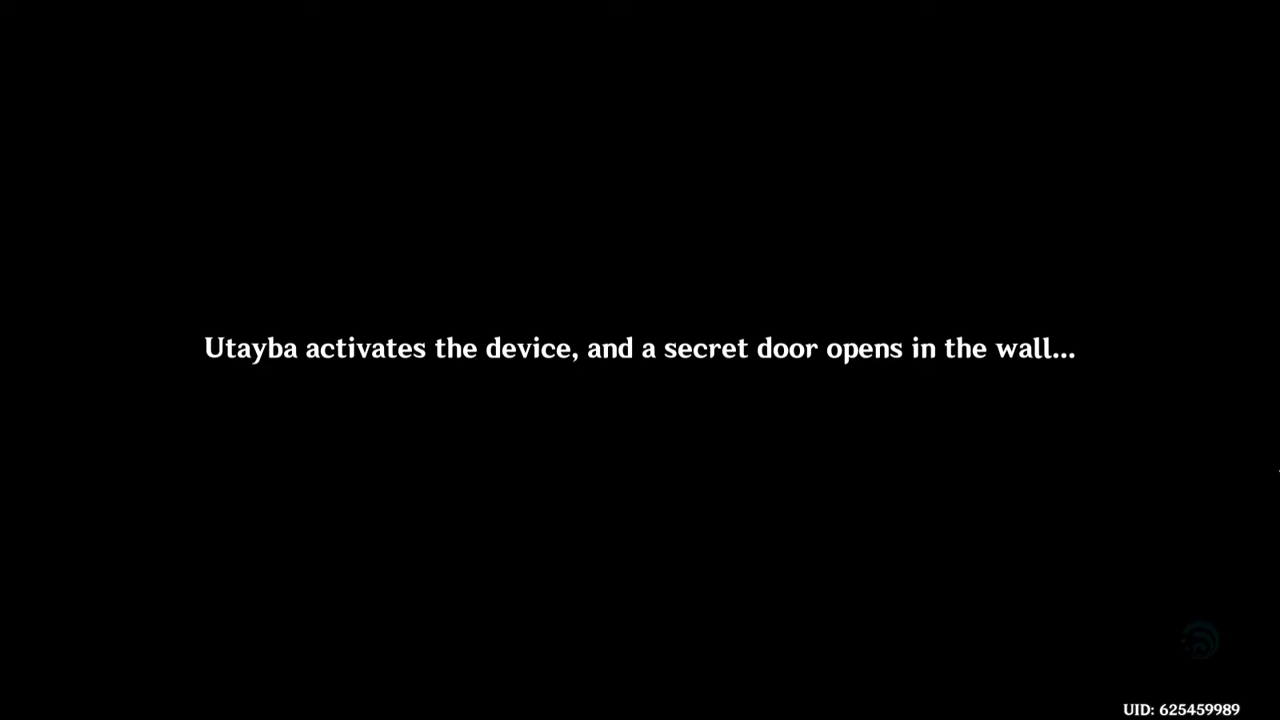 Utayba activates the device, and a secret door opens in the wall...
UID: 625459989